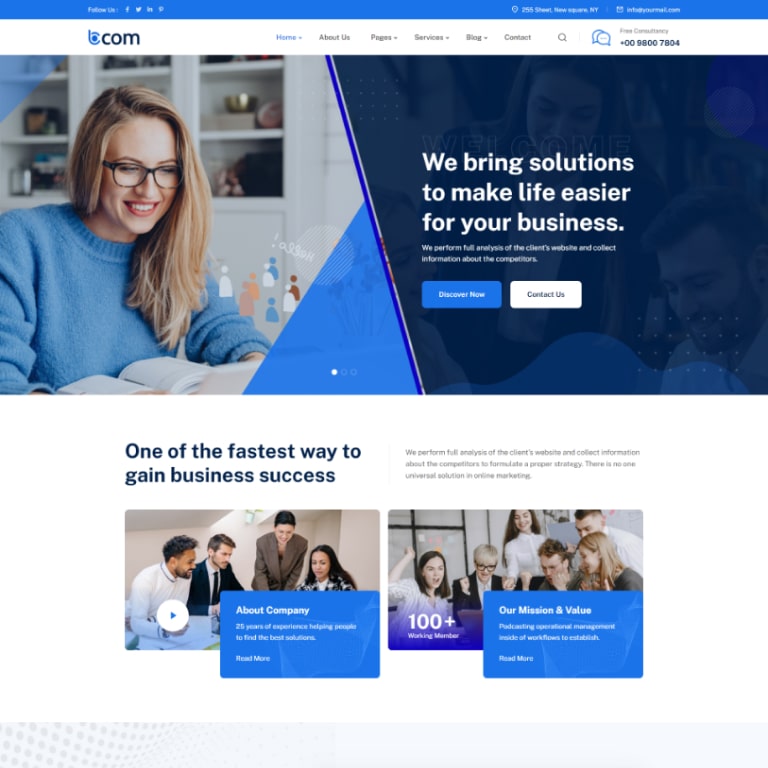 Follow Us :
255 Sheet, New square, NY
info@yourmail.com
bcom
Home
About Us
Pages
Services
Blog
Contact
Free Consultancy
+00 9800 7804
WELCOME
We bring solutions
to make life easier
for your business.
We perform full analysis of the client's website and collect
information about the competitors.
Discover Now
Contact Us
One of the fastest way to
gain business success
We perform full analysis of the client's website and collect information
about the competitors to formulate a proper strategy. There is no one
universal solution in online marketing.
About Company
25 years of experience helping people
to find the best solutions.
Read More
100+
Working Member
Our Mission & Value
Podcasting operational management
inside of workflows to establish.
Read More